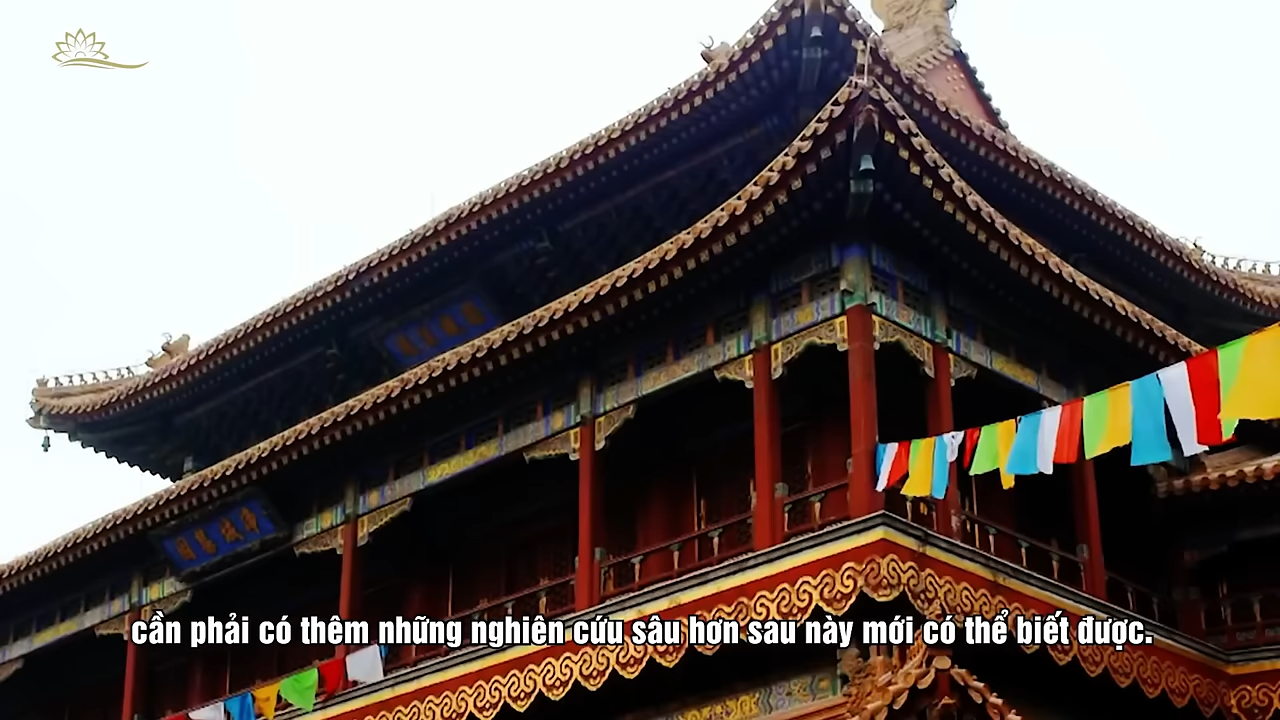 cần phải có thêm những nghiên cứu sâu hơn sau này mới có thể biết được.